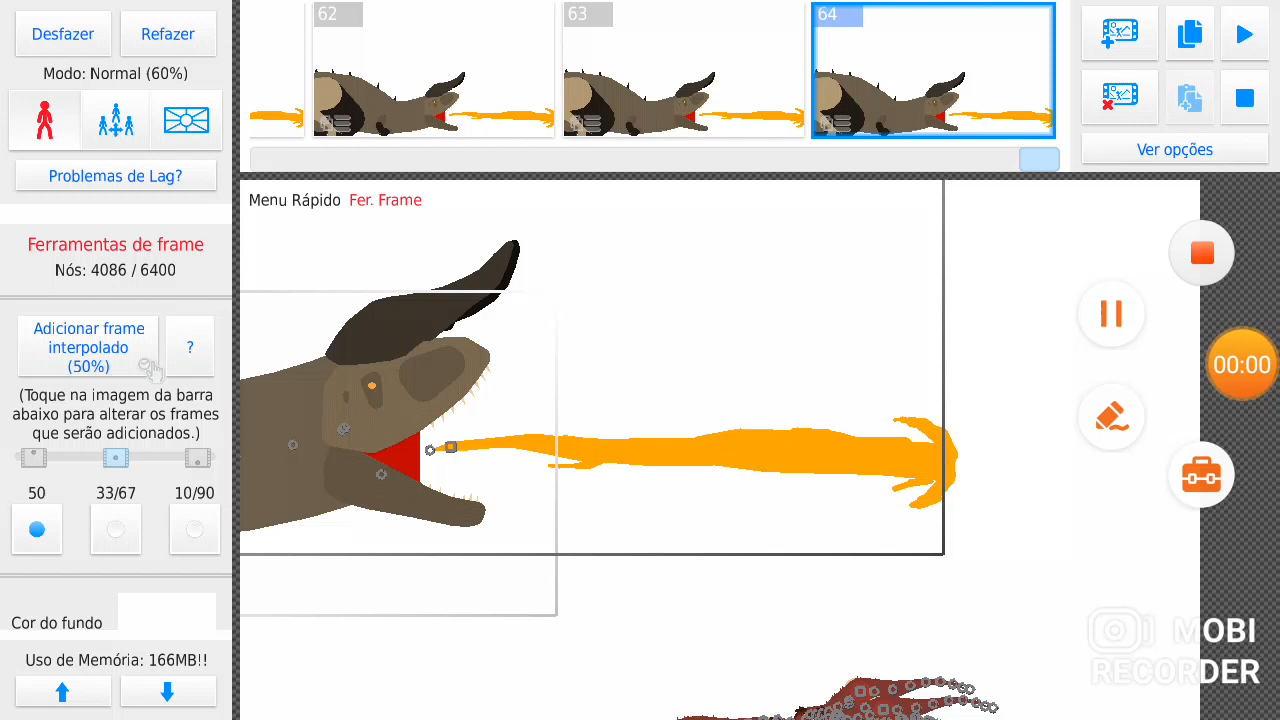 Desfazer
Refazer
Modo: Normal (60%)
Problemas de Lag?
62
63
64
Ver opções
Menu Rápido Fer. Frame
Ferramentas de frame
Nós: 4086 / 6400
Adicionar frame
interpolado
(50%)
?
(Toque na imagem da barra
abaixo para alterar os frames
que serão adicionados.)
50
33/67
10/90
Cor do fundo
Uso de Memória: 166MB!!
00:00
MOBI
RECORDER